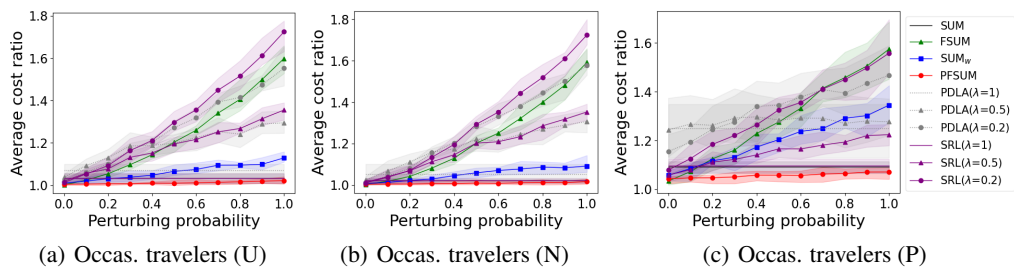 Average cost ratio
1.8
1.6
1.4
1.2
1.0
0.0 0.2 0.4 0.6 0.8 1.0
Perturbing probability
(a) Occas. travelers (U)
Average cost ratio
1.8
1.6
1.4
1.2
1.0
0.0 0.2 0.4 0.6 0.8 1.0
Perturbing probability
(b) Occas. travelers (N)
Average cost ratio
1.6
1.4
1.2
1.0
0.0 0.2 0.4 0.6 0.8 1.0
Perturbing probability
(c) Occas. travelers (P)
SUM
FSUM
SUMw
PFSUM
PDLA(λ=1)
PDLA(λ=0.5)
PDLA(λ=0.2)
SRL(λ=1)
SRL(λ=0.5)
SRL(λ=0.2)